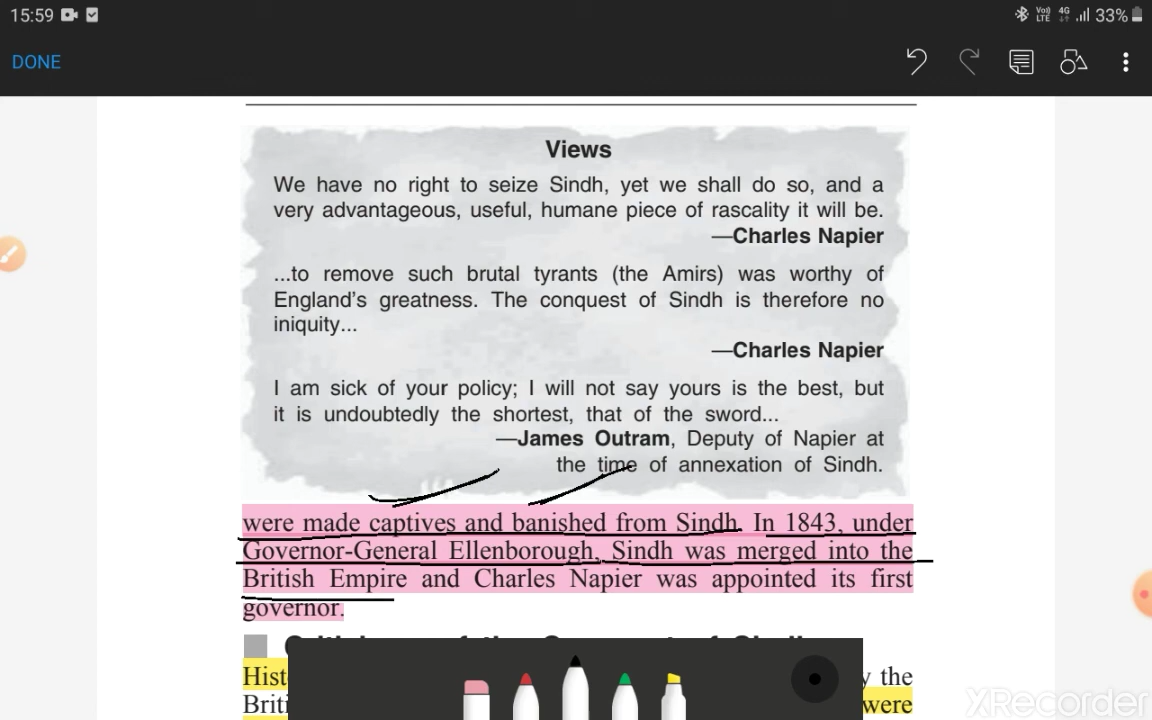 15:59 Vo)) LTE 4G 33%
DONE
Views
We have no right to seize Sindh, yet we shall do so, and a
very advantageous, useful, humane piece of rascality it will be.
—Charles Napier
...to remove such brutal tyrants (the Amirs) was worthy of
England's greatness. The conquest of Sindh is therefore no
iniquity...
—Charles Napier
I am sick of your policy; I will not say yours is the best, but
it is undoubtedly the shortest, that of the sword...
—James Outram, Deputy of Napier at
the time of annexation of Sindh.
were made captives and banished from Sindh. In 1843, under
Governor-General Ellenborough, Sindh was merged into the
British Empire and Charles Napier was appointed its first
governor.
the
were
XRecorder